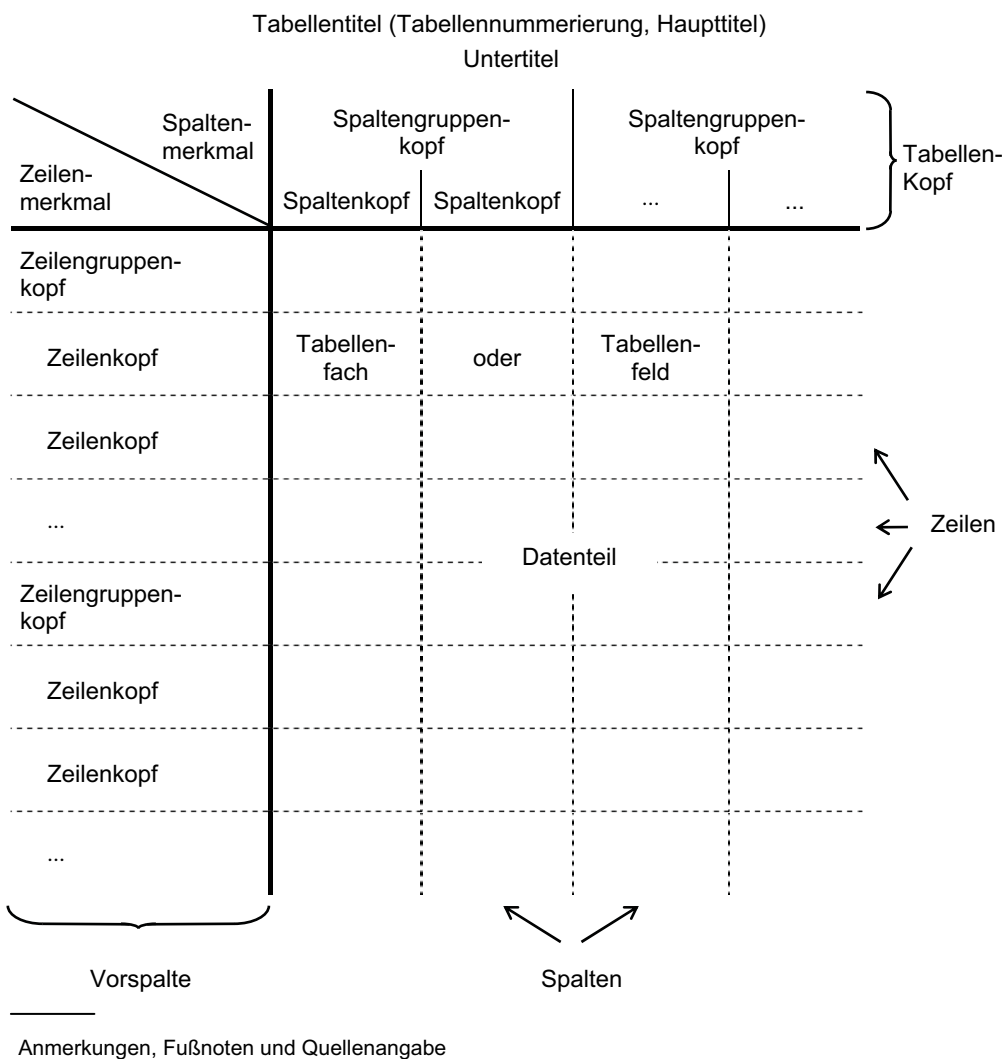 Tabellentitel (Tabellennummerierung, Haupttitel)
Untertitel
Spalten-
merkmal
Zeilen-
merkmal
Spaltengruppen-
kopf
Spaltengruppen-
kopf
Spaltenkopf
Spaltenkopf
...
...
Tabellen-
Kopf
Zeilengruppen-
kopf
Zeilenkopf
Tabellen-
fach
oder
Tabellen-
feld
Zeilenkopf
...
Zeilen
Datenteil
Zeilengruppen-
kopf
Zeilenkopf
Zeilenkopf
...
Vorspalte
Spalten
Anmerkungen, Fußnoten und Quellenangabe